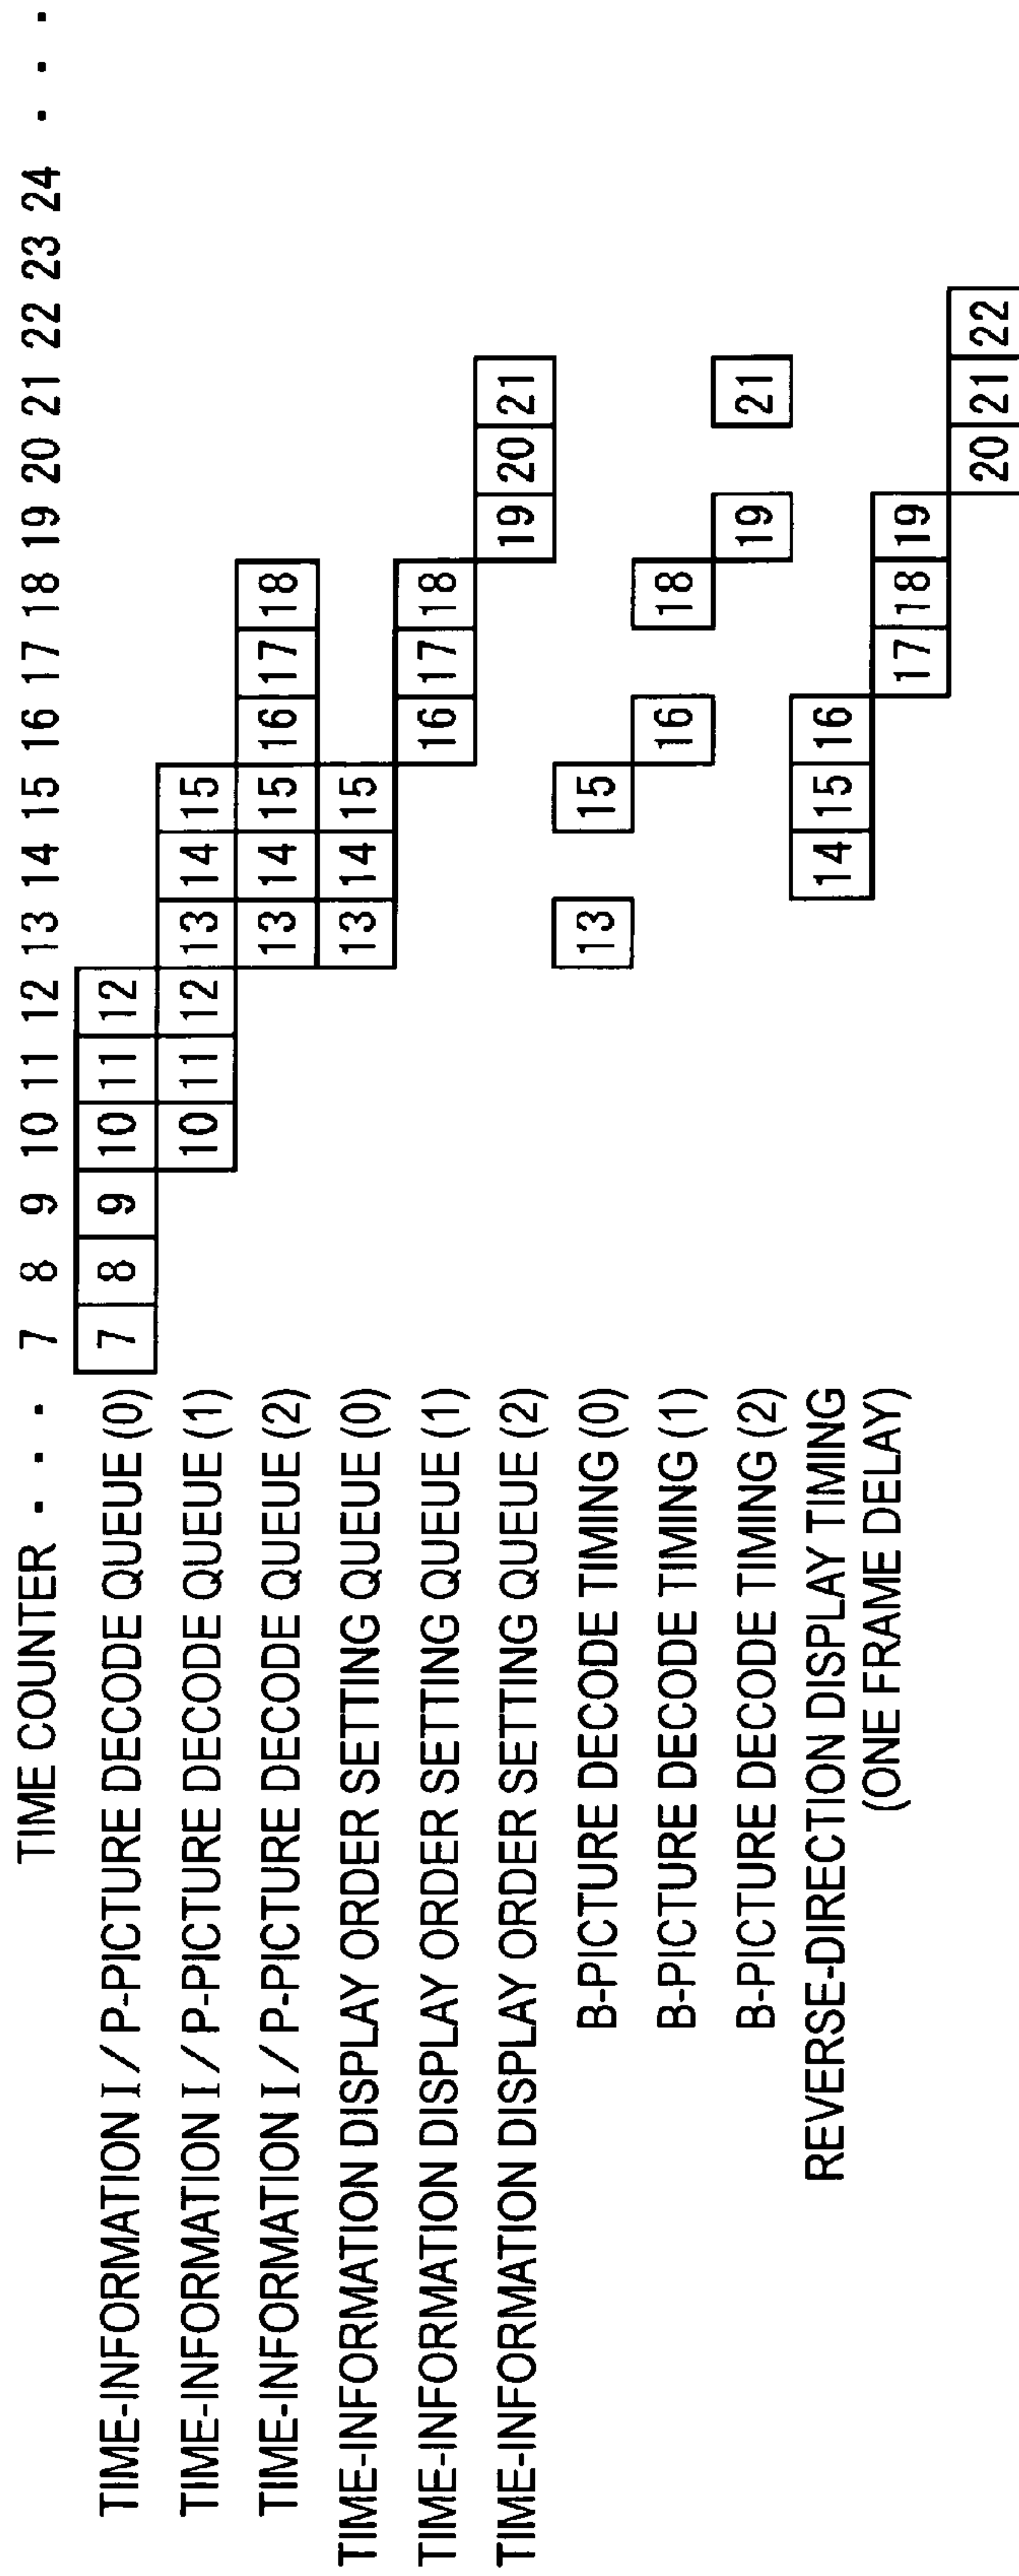 TIME COUNTER · · · 7 8 9 10 11 12 13 14 15 16 17 18 19 20 21 22 23 24 · · ·
TIME-INFORMATION I / P-PICTURE DECODE QUEUE (0) 7 8 9 10 11 12
TIME-INFORMATION I / P-PICTURE DECODE QUEUE (1) 10 11 12 13 14 15
TIME-INFORMATION I / P-PICTURE DECODE QUEUE (2) 13 14 15 16 17 18
TIME-INFORMATION DISPLAY ORDER SETTING QUEUE (0) 13 14 15
TIME-INFORMATION DISPLAY ORDER SETTING QUEUE (1) 16 17 18
TIME-INFORMATION DISPLAY ORDER SETTING QUEUE (2) 19 20 21
B-PICTURE DECODE TIMING (0) 13 15
B-PICTURE DECODE TIMING (1) 16 18
B-PICTURE DECODE TIMING (2) 19 21
REVERSE-DIRECTION DISPLAY TIMING 14 15 16
(ONE FRAME DELAY) 17 18 19
20 21 22